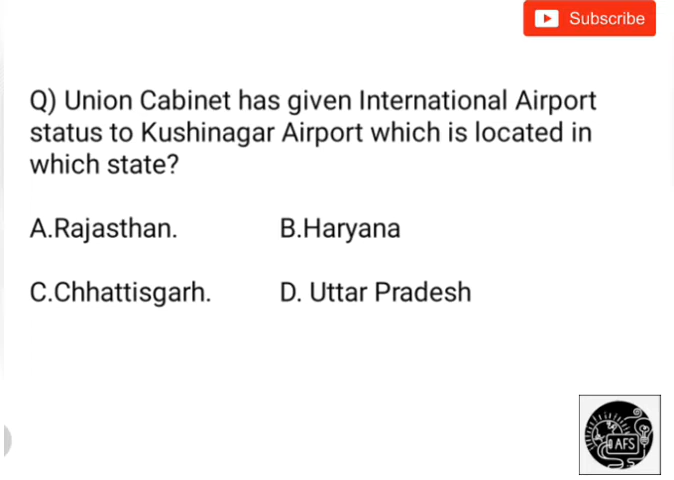 Subscribe
Q) Union Cabinet has given International Airport
status to Kushinagar Airport which is located in
which state?
A.Rajasthan. B.Haryana
C.Chhattisgarh. D. Uttar Pradesh
AFS